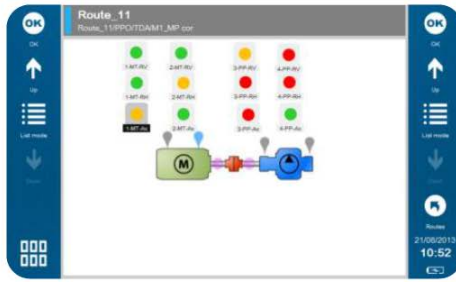 Route_11
Route_11/PPO/TDA/M1_MP cor
OK
OK
Up
List mode
Down
1-MT-RV
2-MT-RV
3-PP-RV
4-PP-RV
1-MT-RH
2-MT-RH
3-PP-RH
4-PP-RH
1-MT-Ax
2-MT-Ax
3-PP-Ax
4-PP-Ax
M
OK
OK
Up
List mode
Down
Routes
21/08/2013
10:52